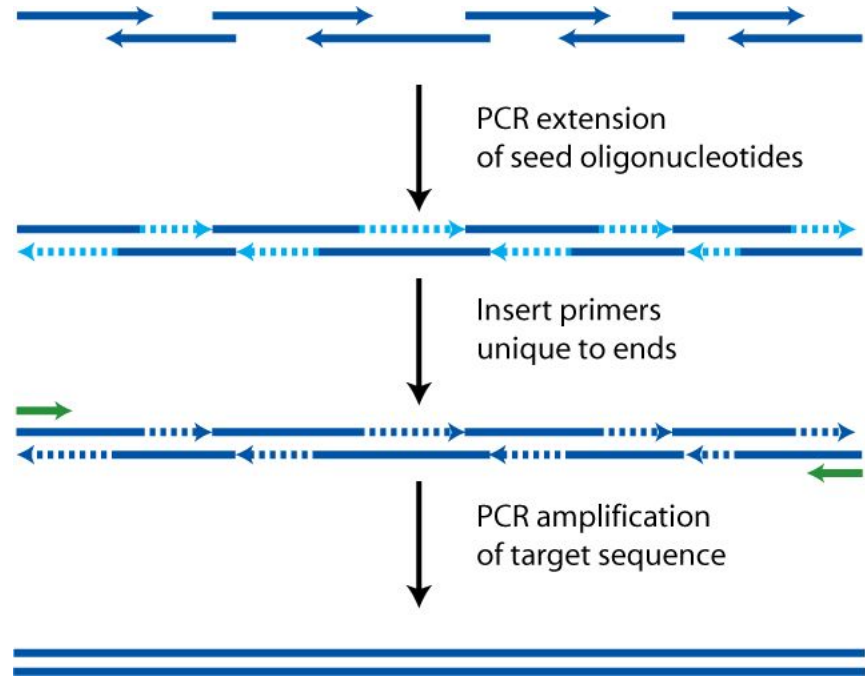 PCR extension
of seed oligonucleotides
Insert primers
unique to ends
PCR amplification
of target sequence